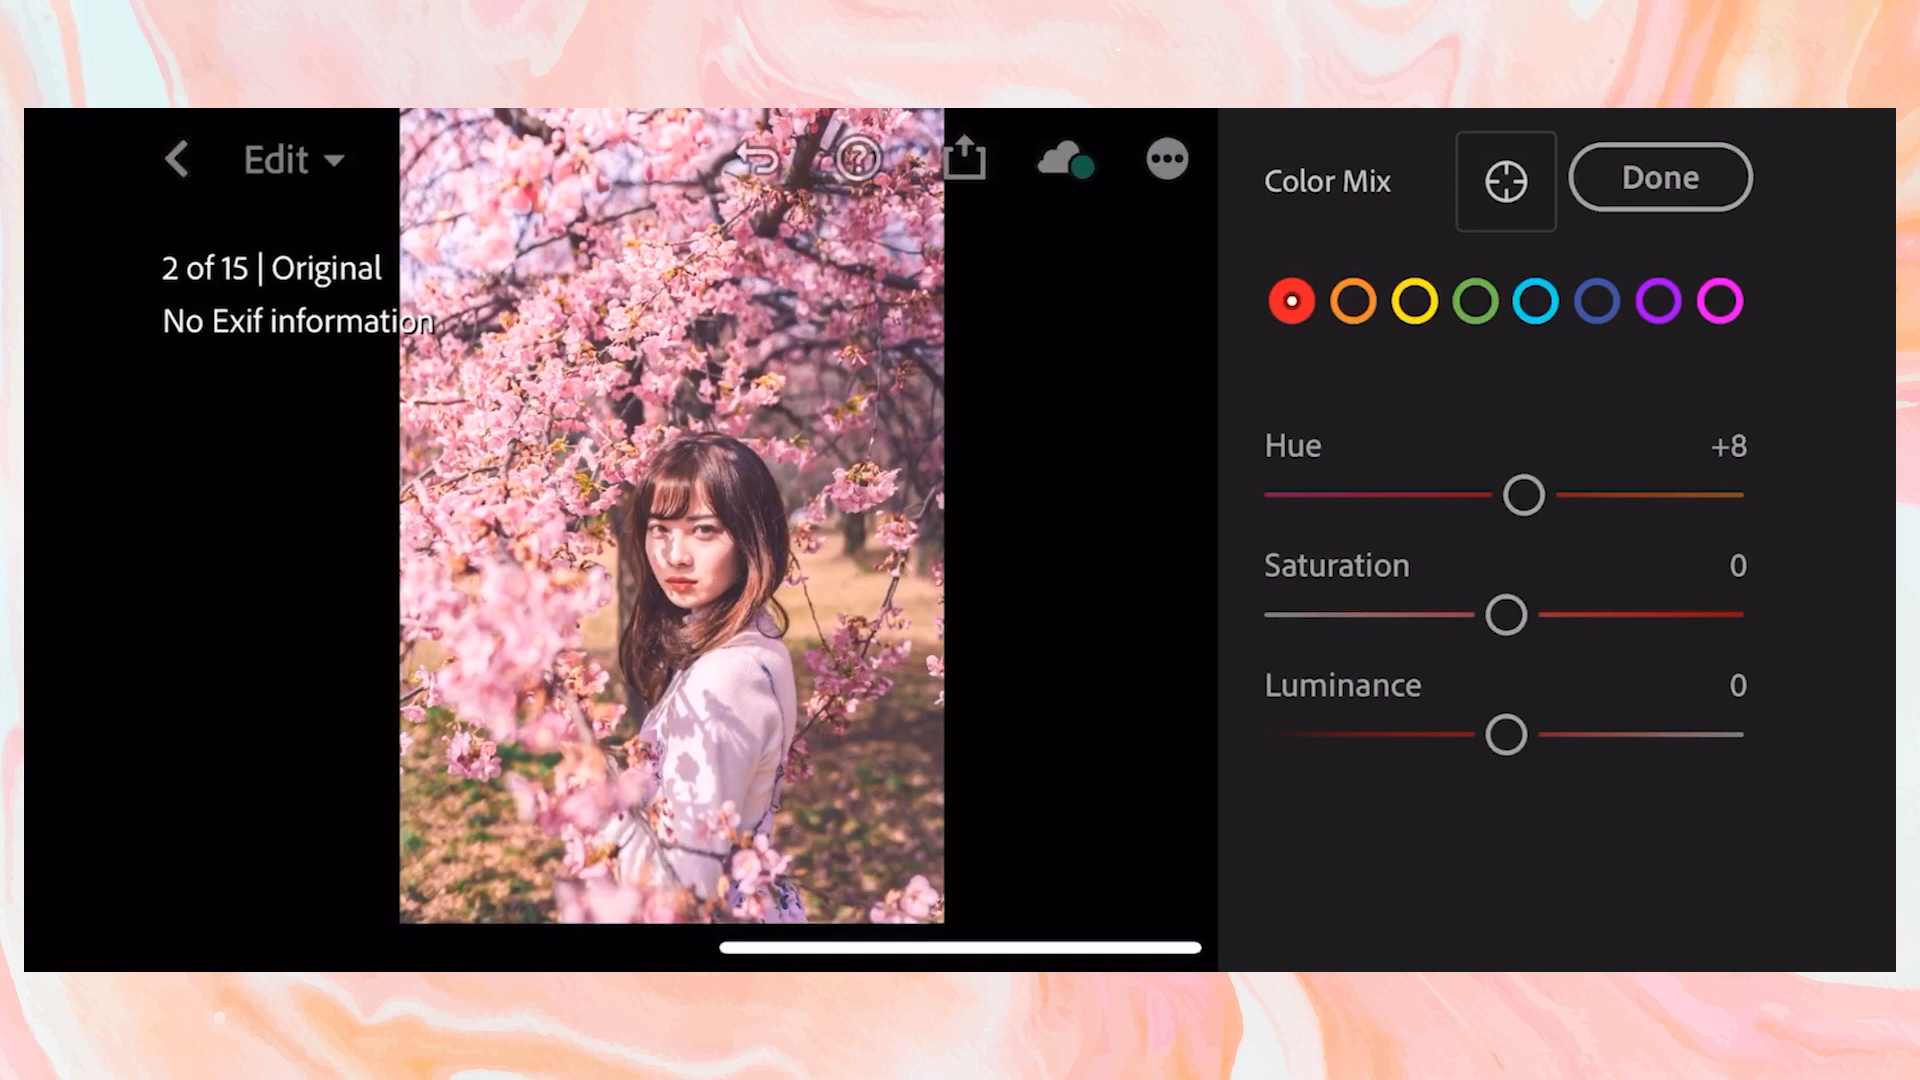 Edit
2 of 15 | Original
No Exif information
?
Color Mix
Done
Hue +8
Saturation 0
Luminance 0